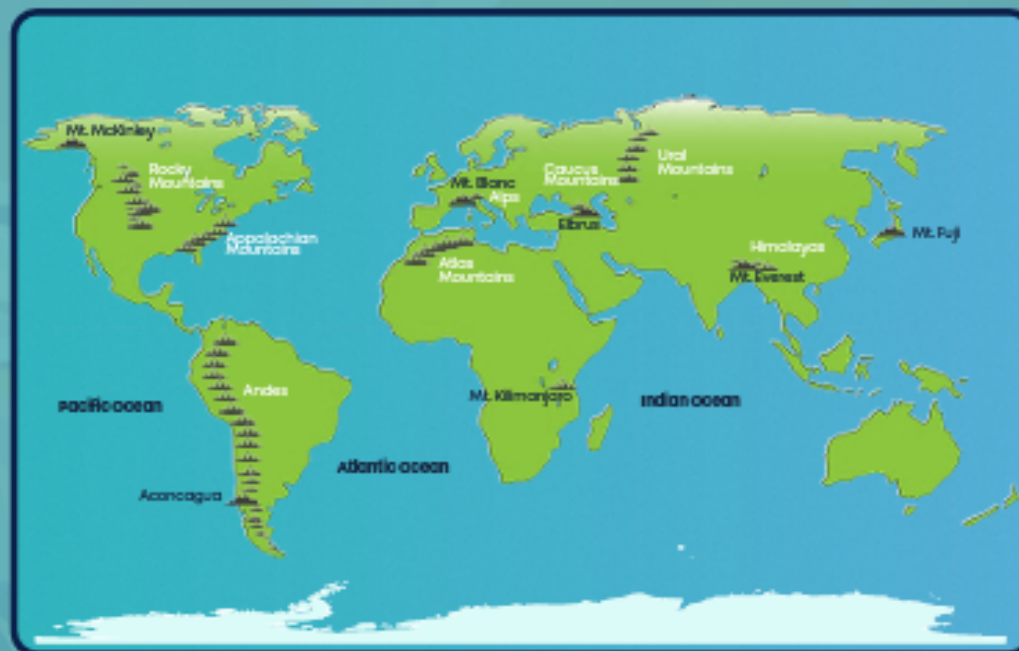 Mt. McKinley
Rocky
Mountains
Appalachian
Mountains
Mt. Blanc
Alps
Caucus
Mountains
Elbrus
Ural
Mountains
Atlas
Mountains
Himalayas
Mt. Everest
Mt. Fuji
Andes
Mt. Kilimanjaro
Pacific ocean
Indian ocean
Atlantic ocean
Aconcagua